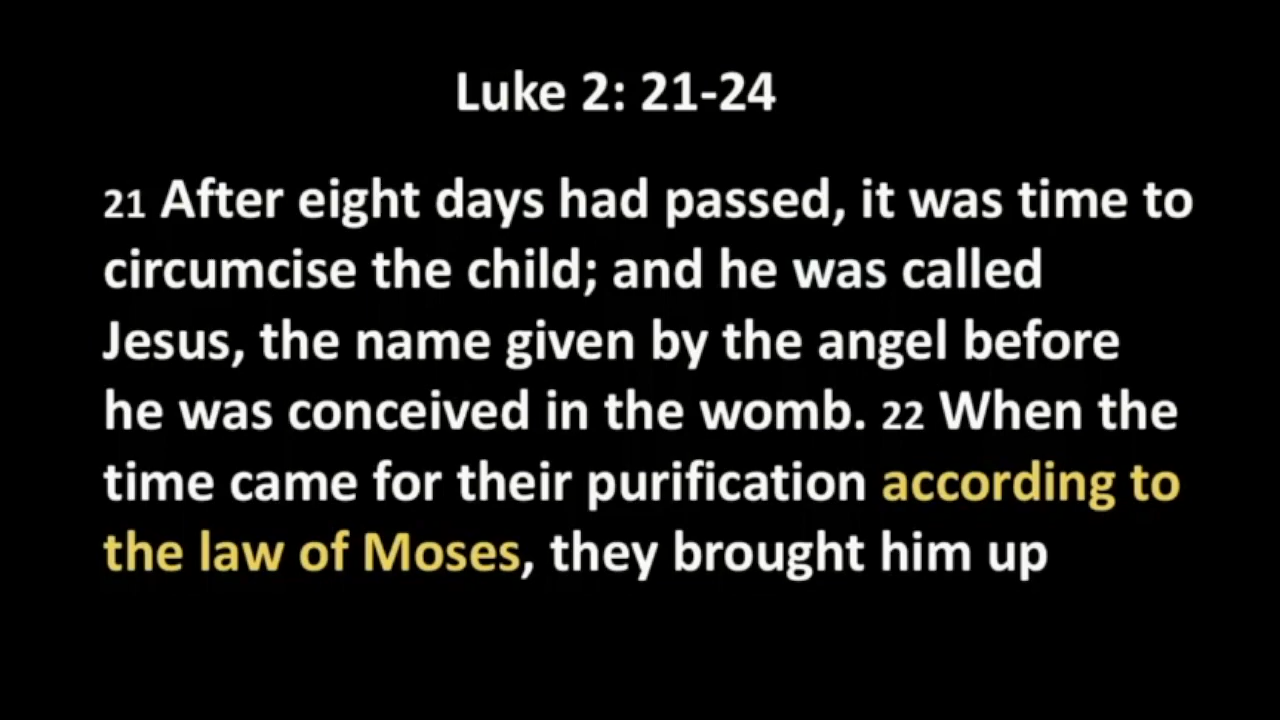 Luke 2: 21-24
21 After eight days had passed, it was time to
circumcise the child; and he was called
Jesus, the name given by the angel before
he was conceived in the womb. 22 When the
time came for their purification according to
the law of Moses, they brought him up